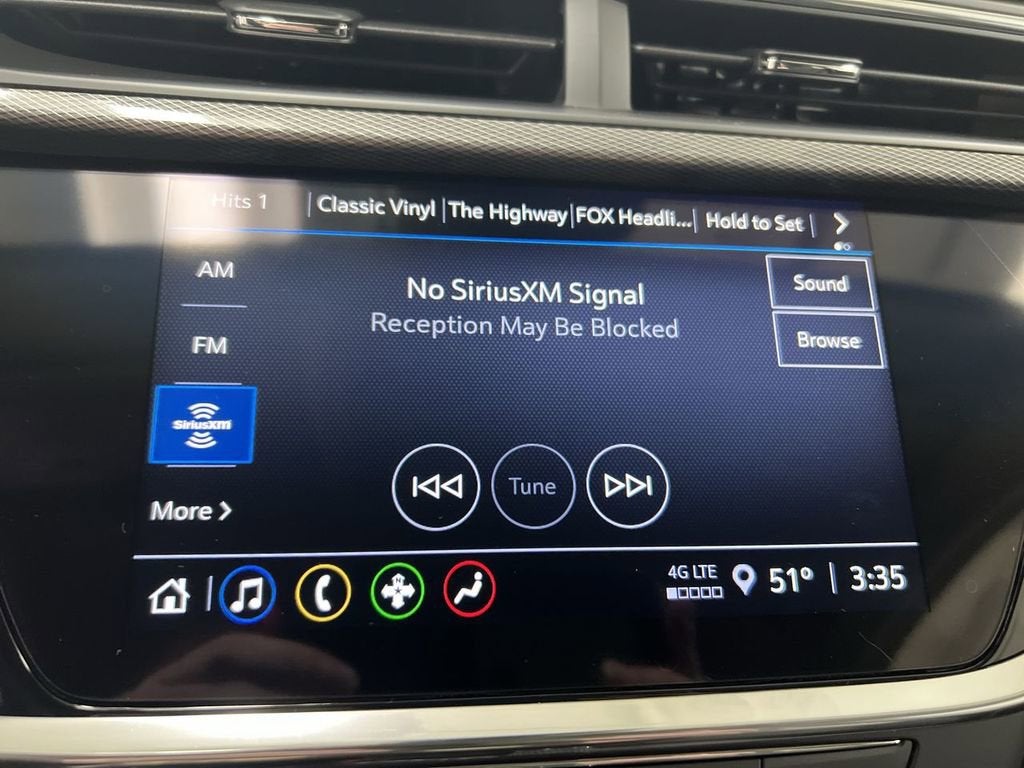 Hits 1 | Classic Vinyl | The Highway | FOX Headli... | Hold to Set |
AM
No SiriusXM Signal
Reception May Be Blocked
Sound
FM
Browse
SiriusXM
Tune
More
N
4G LTE
51° | 3:35